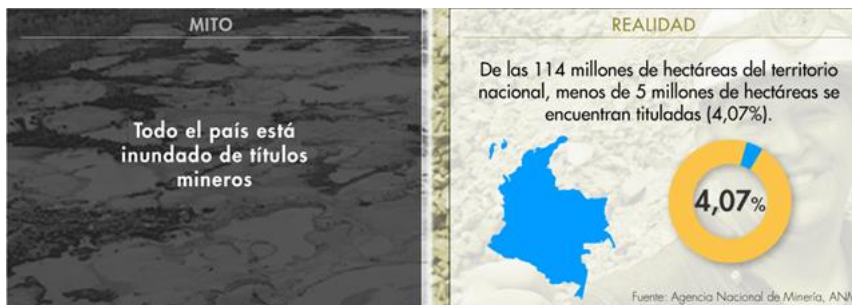 MITO
Todo el país está
inundado de títulos
mineros
REALIDAD
De las 114 millones de hectáreas del territorio
nacional, menos de 5 millones de hectáreas se
encuentran tituladas (4,07%).
4,07%
Fuente: Agencia Nacional de Minería, ANM